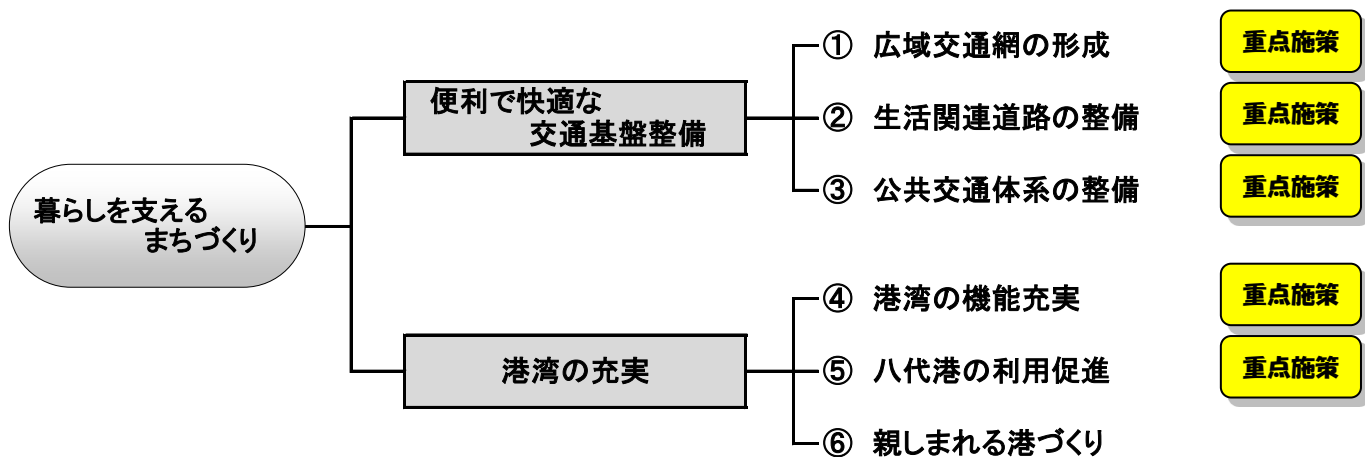 ① 広域交通網の形成 重点施策
便利で快適な
交通基盤整備
② 生活関連道路の整備 重点施策
③ 公共交通体系の整備 重点施策
暮らしを支える
まちづくり
④ 港湾の機能充実 重点施策
港湾の充実
⑤ 八代港の利用促進 重点施策
⑥ 親しまれる港づくり